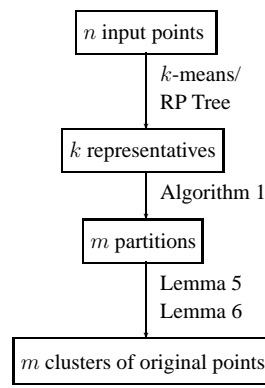 n input points
k-means/
RP Tree
k representatives
Algorithm 1
m partitions
Lemma 5
Lemma 6
m clusters of original points